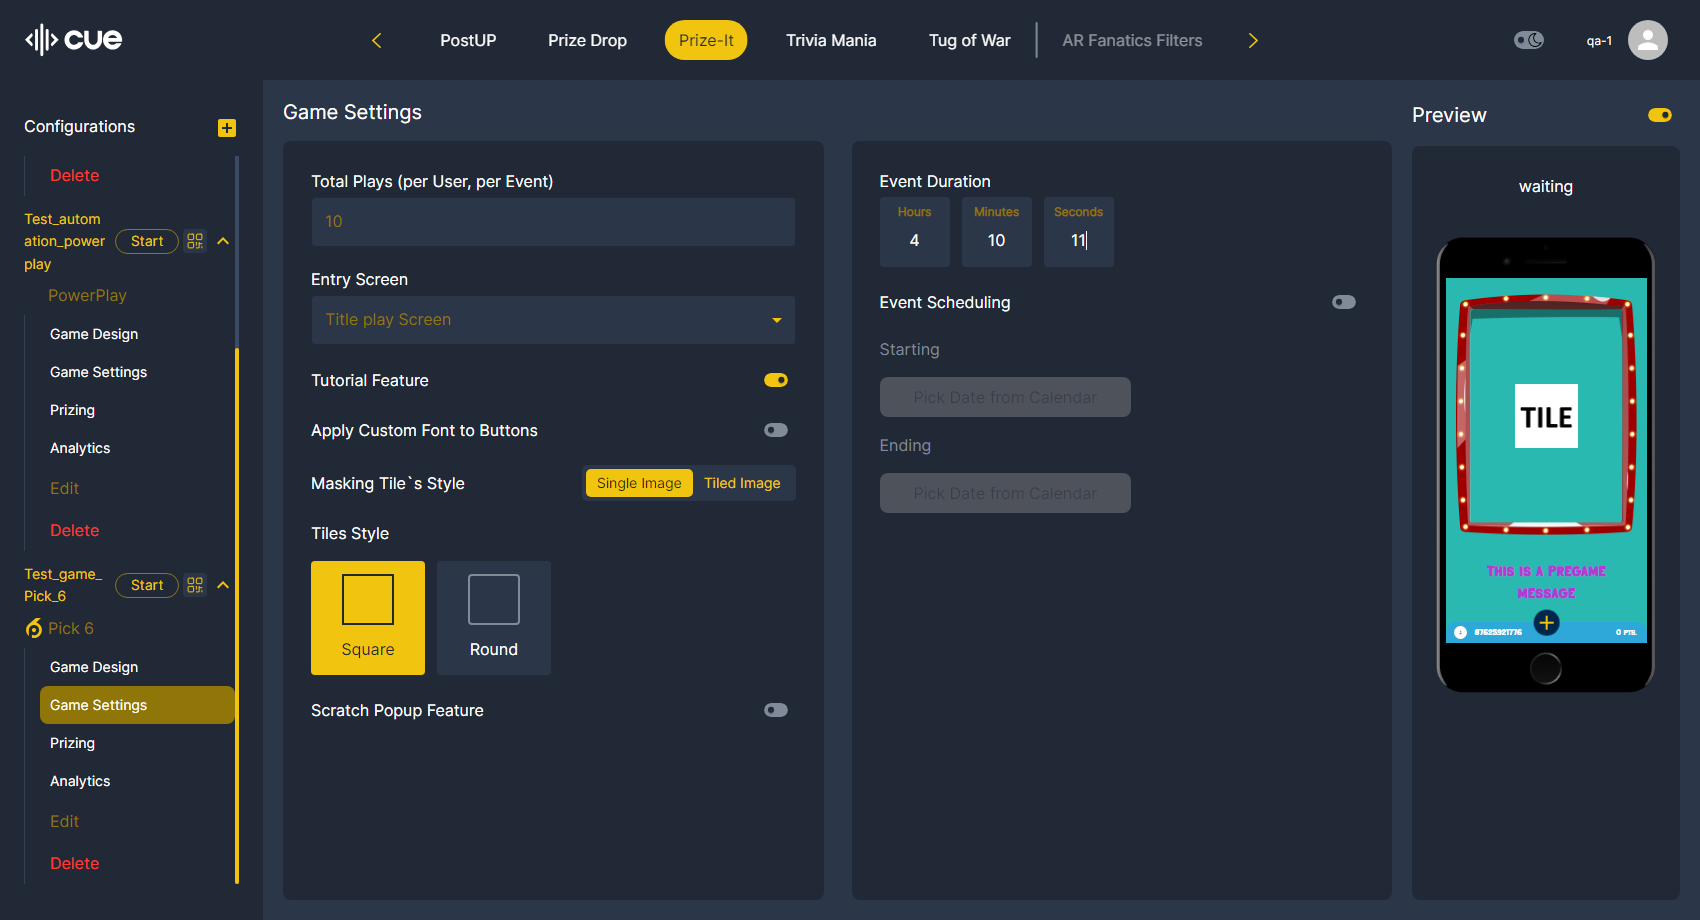 cue
PostUP
Prize Drop
Prize-It
Trivia Mania
Tug of War
AR Fanatics Filters
qa-1
Configurations
Delete
Test_autom
ation_power
play
Start
PowerPlay
Game Design
Game Settings
Prizing
Analytics
Edit
Delete
Test_game_
Pick_6
Start
Pick 6
Game Design
Game Settings
Prizing
Analytics
Edit
Delete
Game Settings
Total Plays (per User, per Event)
10
Entry Screen
Title play Screen
Tutorial Feature
Apply Custom Font to Buttons
Masking Tile`s Style
Single Image
Tiled Image
Tiles Style
Square
Round
Scratch Popup Feature
Event Duration
Hours
Minutes
Seconds
4
10
11
Event Scheduling
Starting
Pick Date from Calendar
Ending
Pick Date from Calendar
Preview
waiting
TILE
This is a Pregame
message
87625921776
0 PTS.